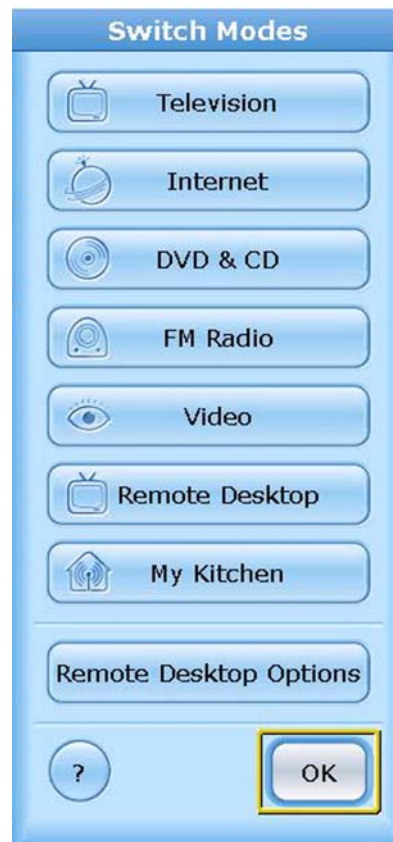 Switch Modes
Television
Internet
DVD & CD
FM Radio
Video
Remote Desktop
My Kitchen
Remote Desktop Options
? OK